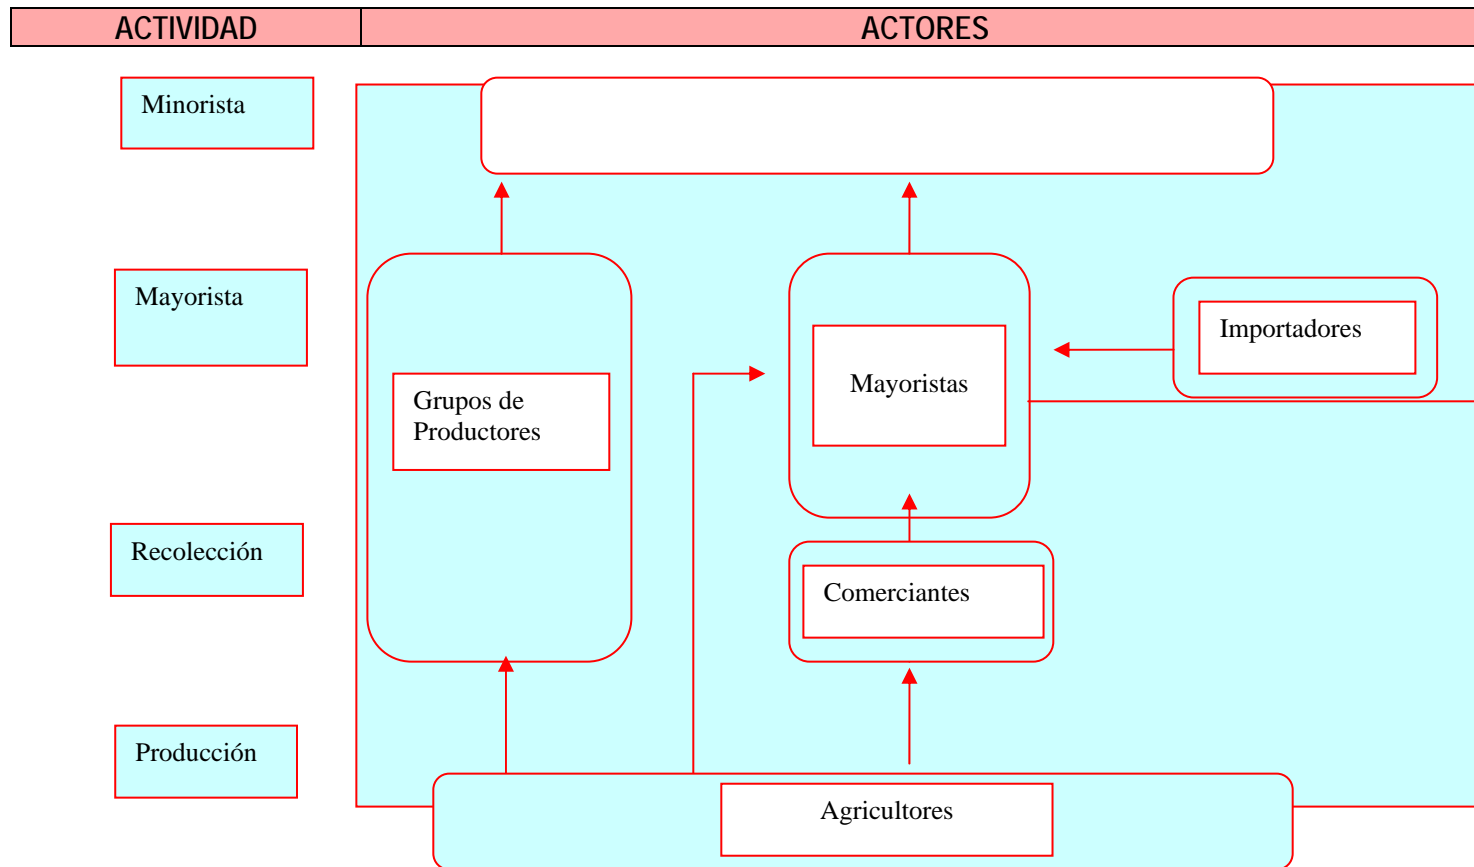 ACTIVIDAD
ACTORES
Minorista
Mayorista
Importadores
Mayoristas
Grupos de
Productores
Recolección
Comerciantes
Producción
Agricultores